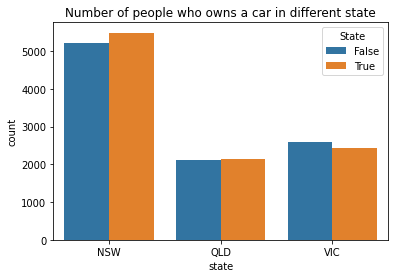 Number of people who owns a car in different state
State
False
True
5000
4000
3000
2000
1000
0
count
NSW QLD VIC
state